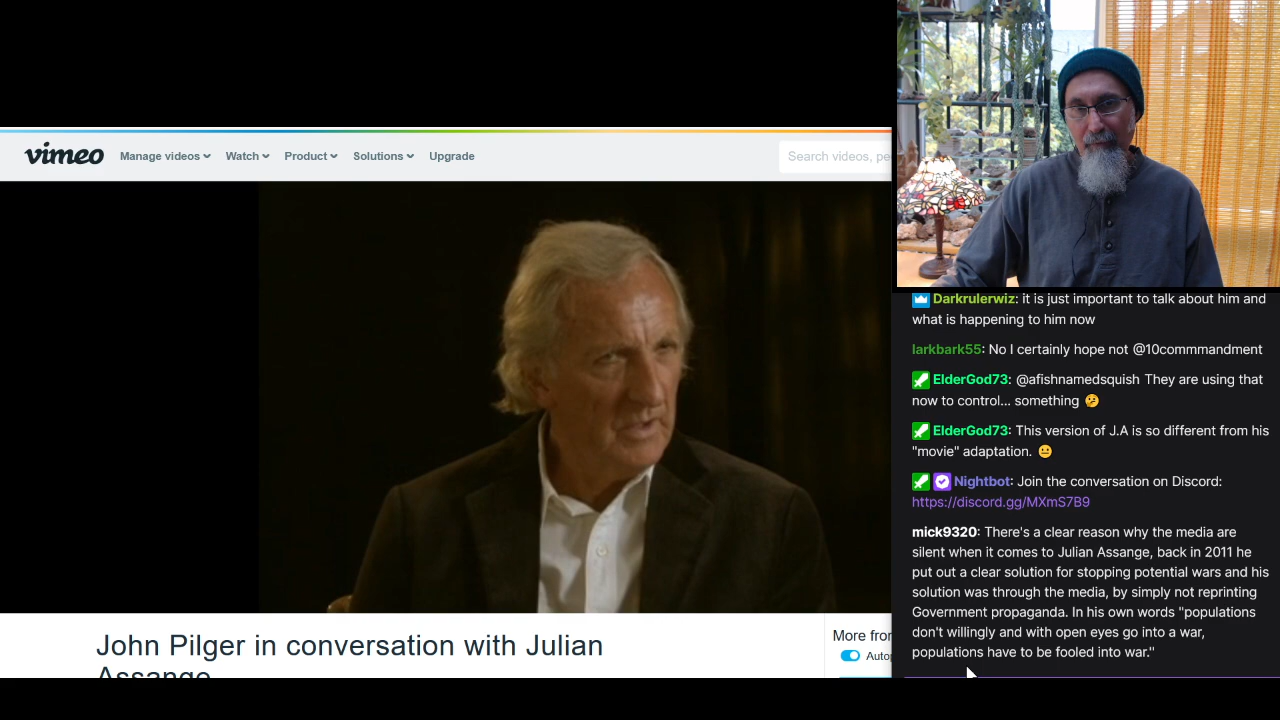 vimeo
Manage videos
Watch
Product
Solutions
Upgrade
Search videos, pe
John Pilger in conversation with Julian
Assange
More from
Darkrulerwiz: it is just important to talk about him and
what is happening to him now
larkbark55: No I certainly hope not @10commmandment
ElderGod73: @afishnamedsquish They are using that
now to control... something 🤔
ElderGod73: This version of J.A is so different from his
"movie" adaptation. 😐
Nightbot: Join the conversation on Discord:
https://discord.gg/MXmS7B9
mick9320: There's a clear reason why the media are
silent when it comes to Julian Assange, back in 2011 he
put out a clear solution for stopping potential wars and his
solution was through the media, by simply not reprinting
Government propaganda. In his own words "populations
don't willingly and with open eyes go into a war,
populations have to be fooled into war."